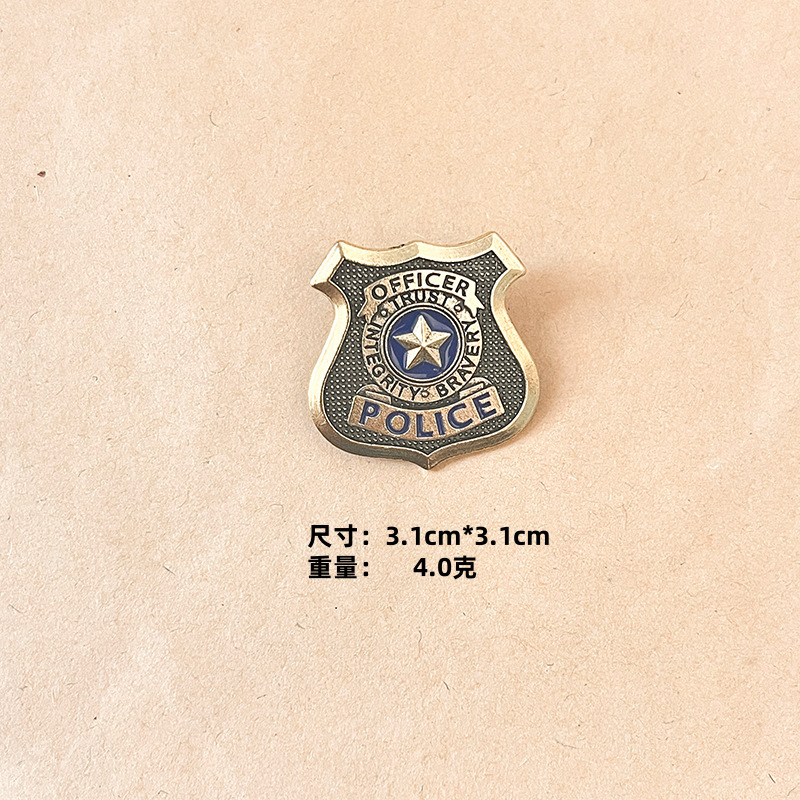 OFFICER
TRUST
INTEGRITY
BRAVERY
POLICE
尺寸：3.1cm*3.1cm
重量： 4.0克